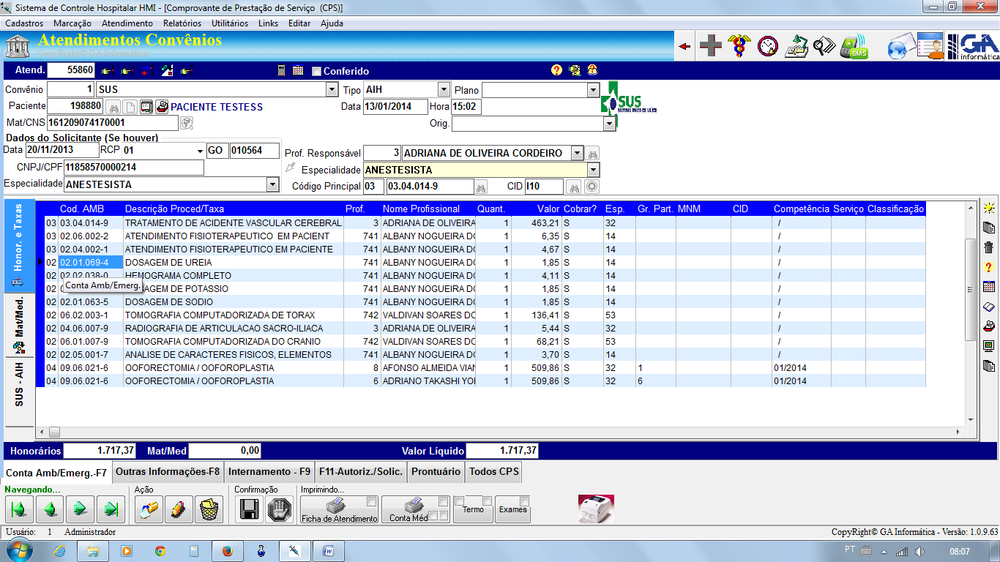 Sistema de Controle Hospitalar HMI - [Comprovante de Prestação de Serviço (CPS)]
Cadastros Marcação Atendimento Relatórios Utilitários Links Editar Ajuda
Atendimentos Convênios
CopyRight© GA Informática
SMS
GA informática
Atend. 55860 Conferido
Convênio 1 SUS Tipo AIH Plano
Paciente 198880 PACIENTE TESTESS Data 13/01/2014 Hora 15:02
SUS
Mat/CNS 161209074170001 Orig.
Dados do Solicitante (Se houver)
Data 20/11/2013 RCP 01 GO 010564 Prof. Responsável 3 ADRIANA DE OLIVEIRA CORDEIRO
CNPJ/CPF 11858570000214 Especialidade ANESTESISTA
Especialidade ANESTESISTA Código Principal 03 03.04.014-9 CID I10
Honor. e Taxas
Mat/Med.
SUS - AIH
Cod. AMB Descrição Proced/Taxa Prof. Nome Profissional Quant. Valor Cobrar? Esp. Gr. Part. MNM CID Competência Serviço Classificação
03 03.04.014-9 TRATAMENTO DE ACIDENTE VASCULAR CEREBRAL 3 ADRIANA DE OLIVEIRA 1 463,21 S 32 /
03 02.06.002-2 ATENDIMENTO FISIOTERAPEUTICO EM PACIENT 741 ALBANY NOGUEIRA DO 1 6,35 S 14 /
03 02.04.002-1 ATENDIMENTO FISIOTERAPEUTICO EM PACIENTE 741 ALBANY NOGUEIRA DO 1 4,67 S 14 /
02 02.01.069-4 DOSAGEM DE UREIA 741 ALBANY NOGUEIRA DO 1 1,85 S 14 /
02 02.02.038-0 HEMOGRAMA COMPLETO 741 ALBANY NOGUEIRA DO 1 4,11 S 14 /
Conta Amb/Emerg.
02 DOSAGEM DE POTASSIO 741 ALBANY NOGUEIRA DO 1 1,85 S 14 /
02 02.01.063-5 DOSAGEM DE SODIO 741 ALBANY NOGUEIRA DO 1 1,85 S 14 /
02 06.02.003-1 TOMOGRAFIA COMPUTADORIZADA DE TORAX 742 VALDIVAN SOARES DO 1 136,41 S 53 /
02 04.06.007-9 RADIOGRAFIA DE ARTICULACAO SACRO-ILIACA 3 ADRIANA DE OLIVEIRA 1 5,44 S 32 /
02 06.01.007-9 TOMOGRAFIA COMPUTADORIZADA DO CRANIO 742 VALDIVAN SOARES DO 1 68,21 S 53 /
02 02.05.001-7 ANALISE DE CARACTERES FISICOS, ELEMENTOS 741 ALBANY NOGUEIRA DO 1 3,70 S 14 /
04 09.06.021-6 OOFORECTOMIA / OOFOROPLASTIA 8 AFONSO ALMEIDA VIAN 1 509,86 S 32 1 01/2014
04 09.06.021-6 OOFORECTOMIA / OOFOROPLASTIA 6 ADRIANO TAKASHI YO 1 509,86 S 32 6 01/2014
Honorários 1.717,37 Mat/Med 0,00 Valor Líquido 1.717,37
Conta Amb/Emerg.-F7 Outras Informações-F8 Internamento - F9 F11-Autoriz./Solic. Prontuário Todos CPS
Navegando... Ação Confirmação Imprimindo...
Ficha de Atendimento Conta Méd Termo Exames
Usuário: 1 Administrador CopyRight© GA Informática - Versão: 1.0.9.63
PT 08:07